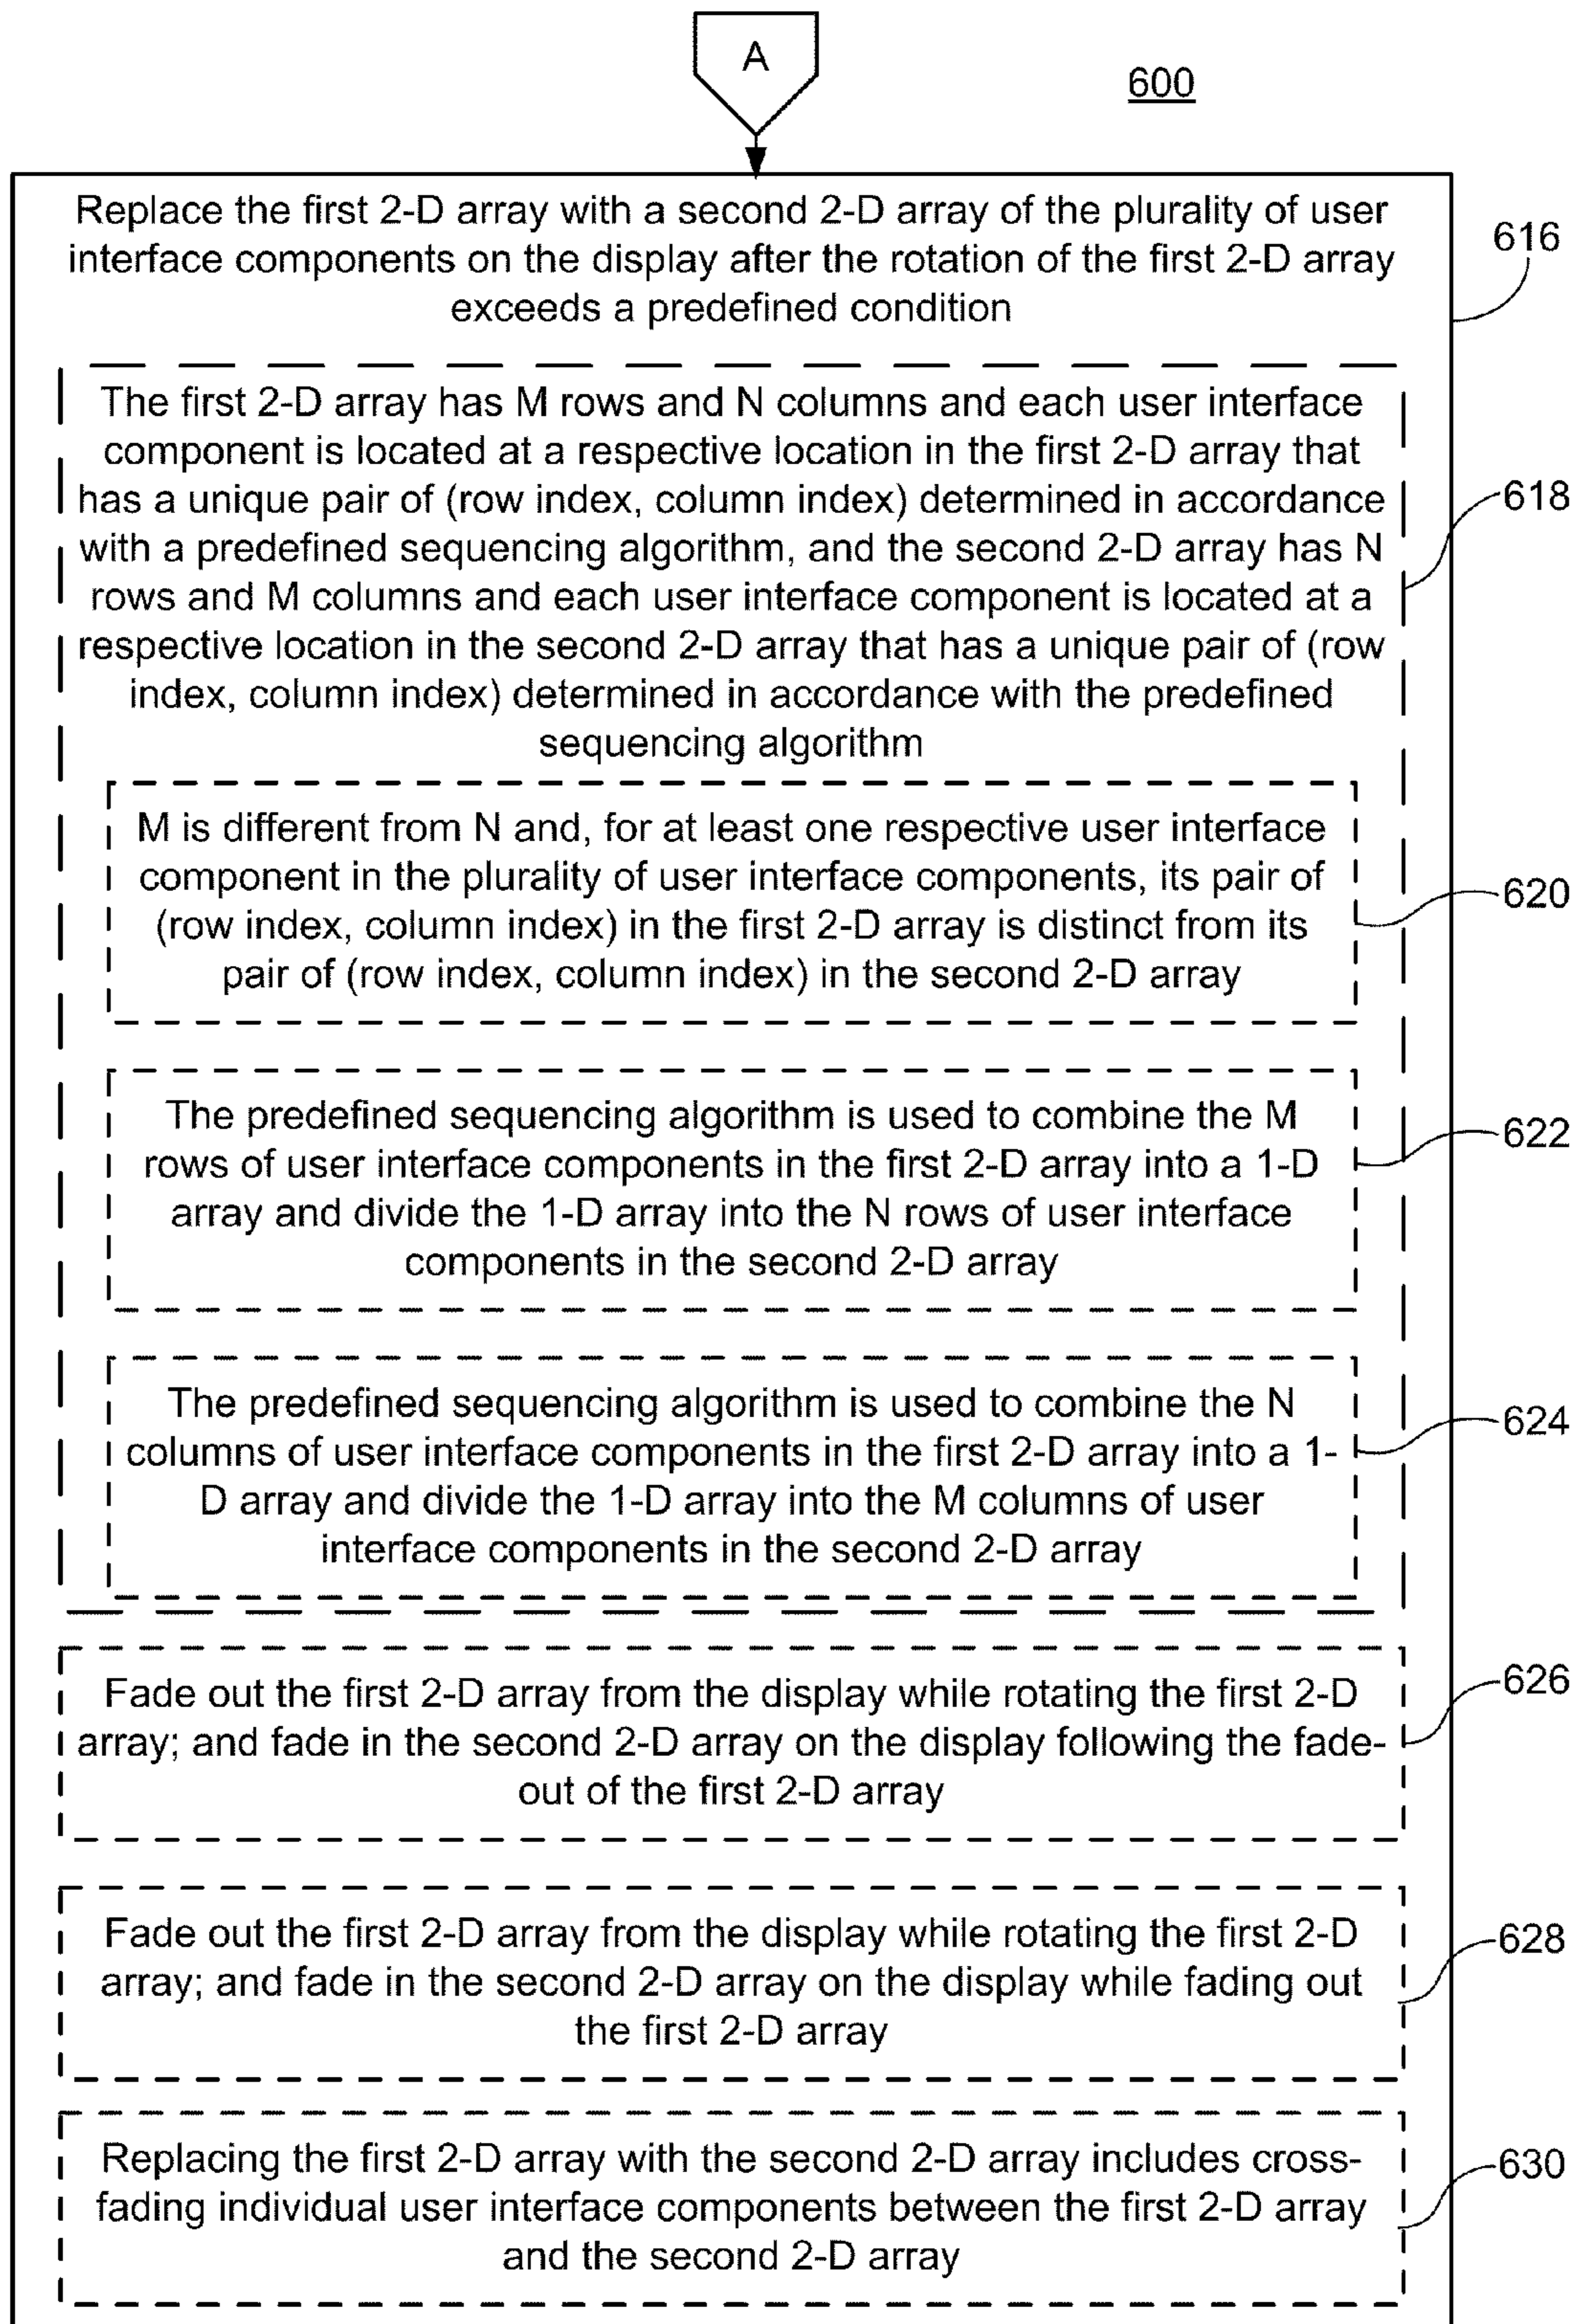 A
600
Replace the first 2-D array with a second 2-D array of the plurality of user
interface components on the display after the rotation of the first 2-D array
exceeds a predefined condition
616
The first 2-D array has M rows and N columns and each user interface
component is located at a respective location in the first 2-D array that
has a unique pair of (row index, column index) determined in accordance
with a predefined sequencing algorithm, and the second 2-D array has N
rows and M columns and each user interface component is located at a
respective location in the second 2-D array that has a unique pair of (row
index, column index) determined in accordance with the predefined
sequencing algorithm
618
M is different from N and, for at least one respective user interface
component in the plurality of user interface components, its pair of
(row index, column index) in the first 2-D array is distinct from its
pair of (row index, column index) in the second 2-D array
620
The predefined sequencing algorithm is used to combine the M
rows of user interface components in the first 2-D array into a 1-D
array and divide the 1-D array into the N rows of user interface
components in the second 2-D array
622
The predefined sequencing algorithm is used to combine the N
columns of user interface components in the first 2-D array into a 1-
D array and divide the 1-D array into the M columns of user
interface components in the second 2-D array
624
Fade out the first 2-D array from the display while rotating the first 2-D
array; and fade in the second 2-D array on the display following the fade-
out of the first 2-D array
626
Fade out the first 2-D array from the display while rotating the first 2-D
array; and fade in the second 2-D array on the display while fading out
the first 2-D array
628
Replacing the first 2-D array with the second 2-D array includes cross-
fading individual user interface components between the first 2-D array
and the second 2-D array
630